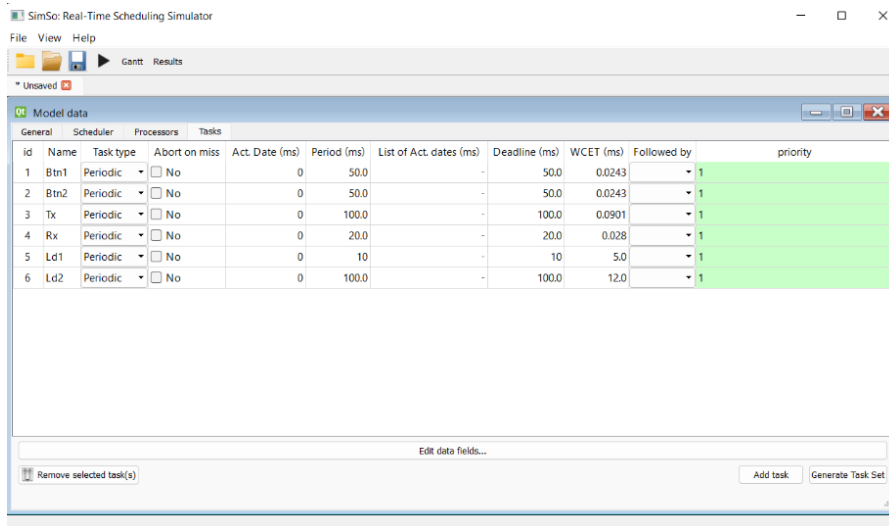 SimSo: Real-Time Scheduling Simulator
File View Help
Gantt Results
* Unsaved
Qt Model data
General Scheduler Processors Tasks
id Name Task type Abort on miss Act. Date (ms) Period (ms) List of Act. dates (ms) Deadline (ms) WCET (ms) Followed by priority
1 Btn1 Periodic No 0 50.0 - 50.0 0.0243 1
2 Btn2 Periodic No 0 50.0 - 50.0 0.0243 1
3 Tx Periodic No 0 100.0 - 100.0 0.0901 1
4 Rx Periodic No 0 20.0 - 20.0 0.028 1
5 Ld1 Periodic No 0 10 - 10 5.0 1
6 Ld2 Periodic No 0 100.0 - 100.0 12.0 1
Edit data fields...
Remove selected task(s) Add task Generate Task Set